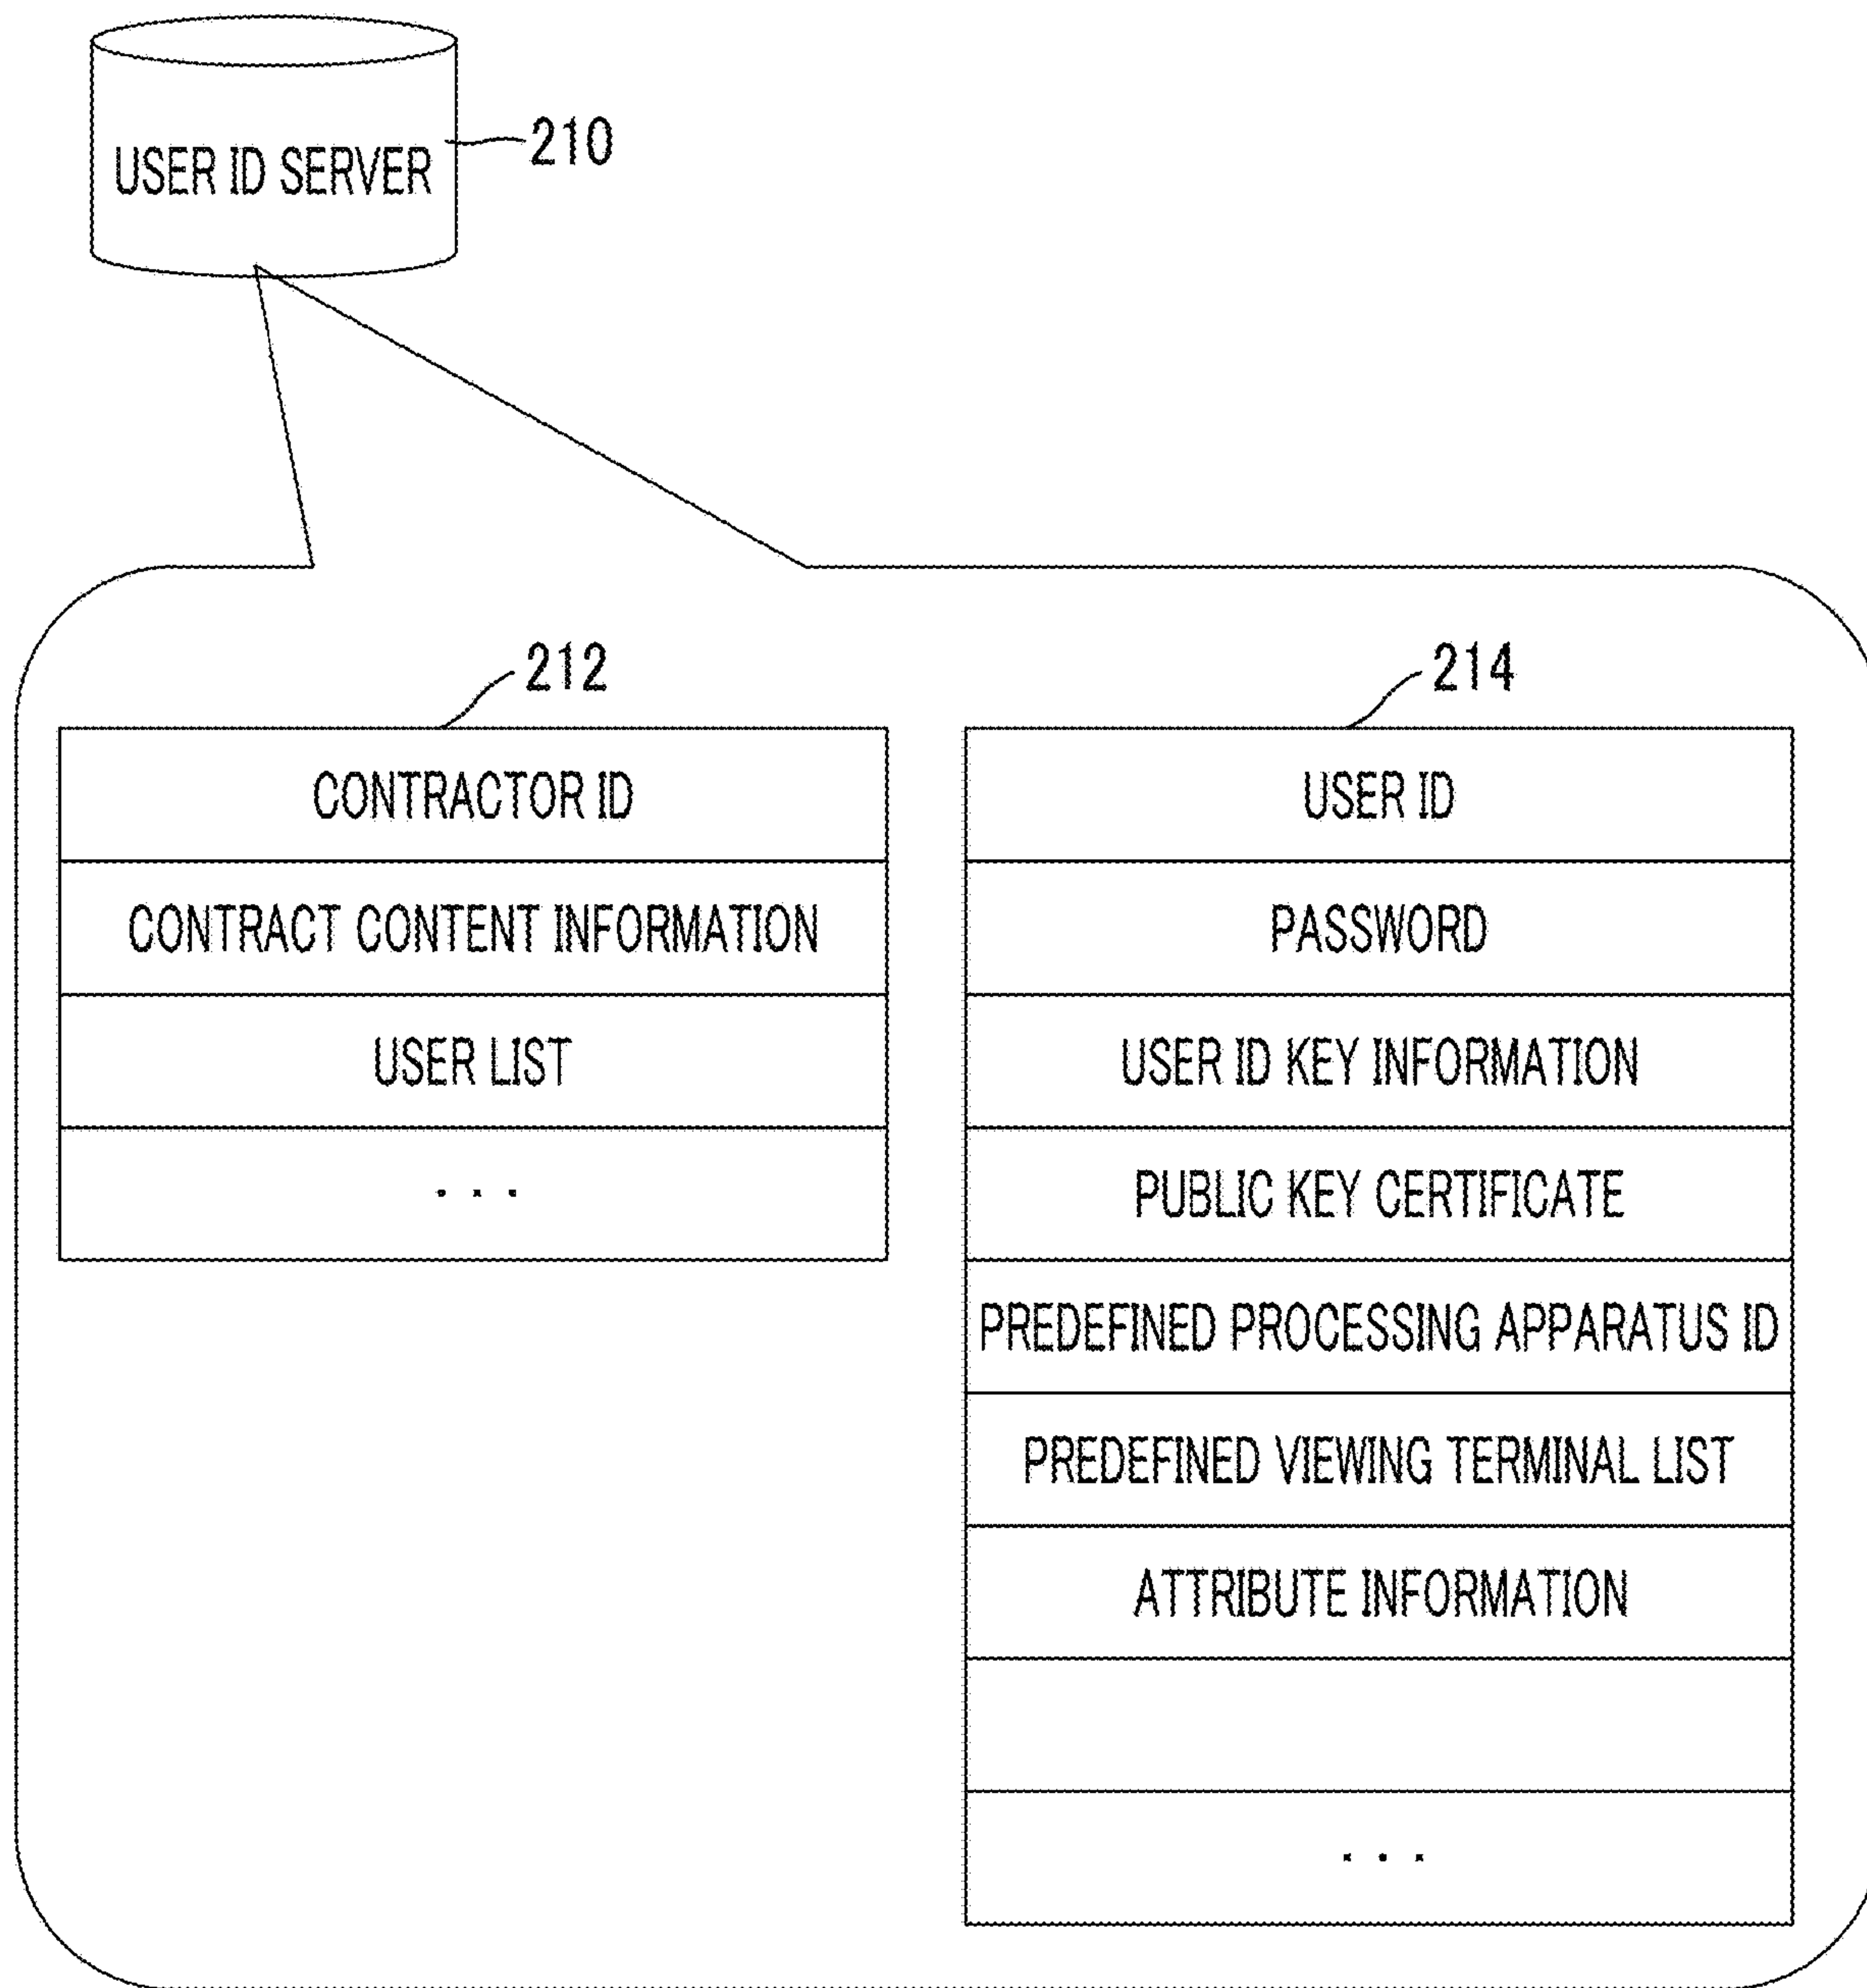 USER ID SERVER
210
212
CONTRACTOR ID
CONTRACT CONTENT INFORMATION
USER LIST
...
214
USER ID
PASSWORD
USER ID KEY INFORMATION
PUBLIC KEY CERTIFICATE
PREDEFINED PROCESSING APPARATUS ID
PREDEFINED VIEWING TERMINAL LIST
ATTRIBUTE INFORMATION
...